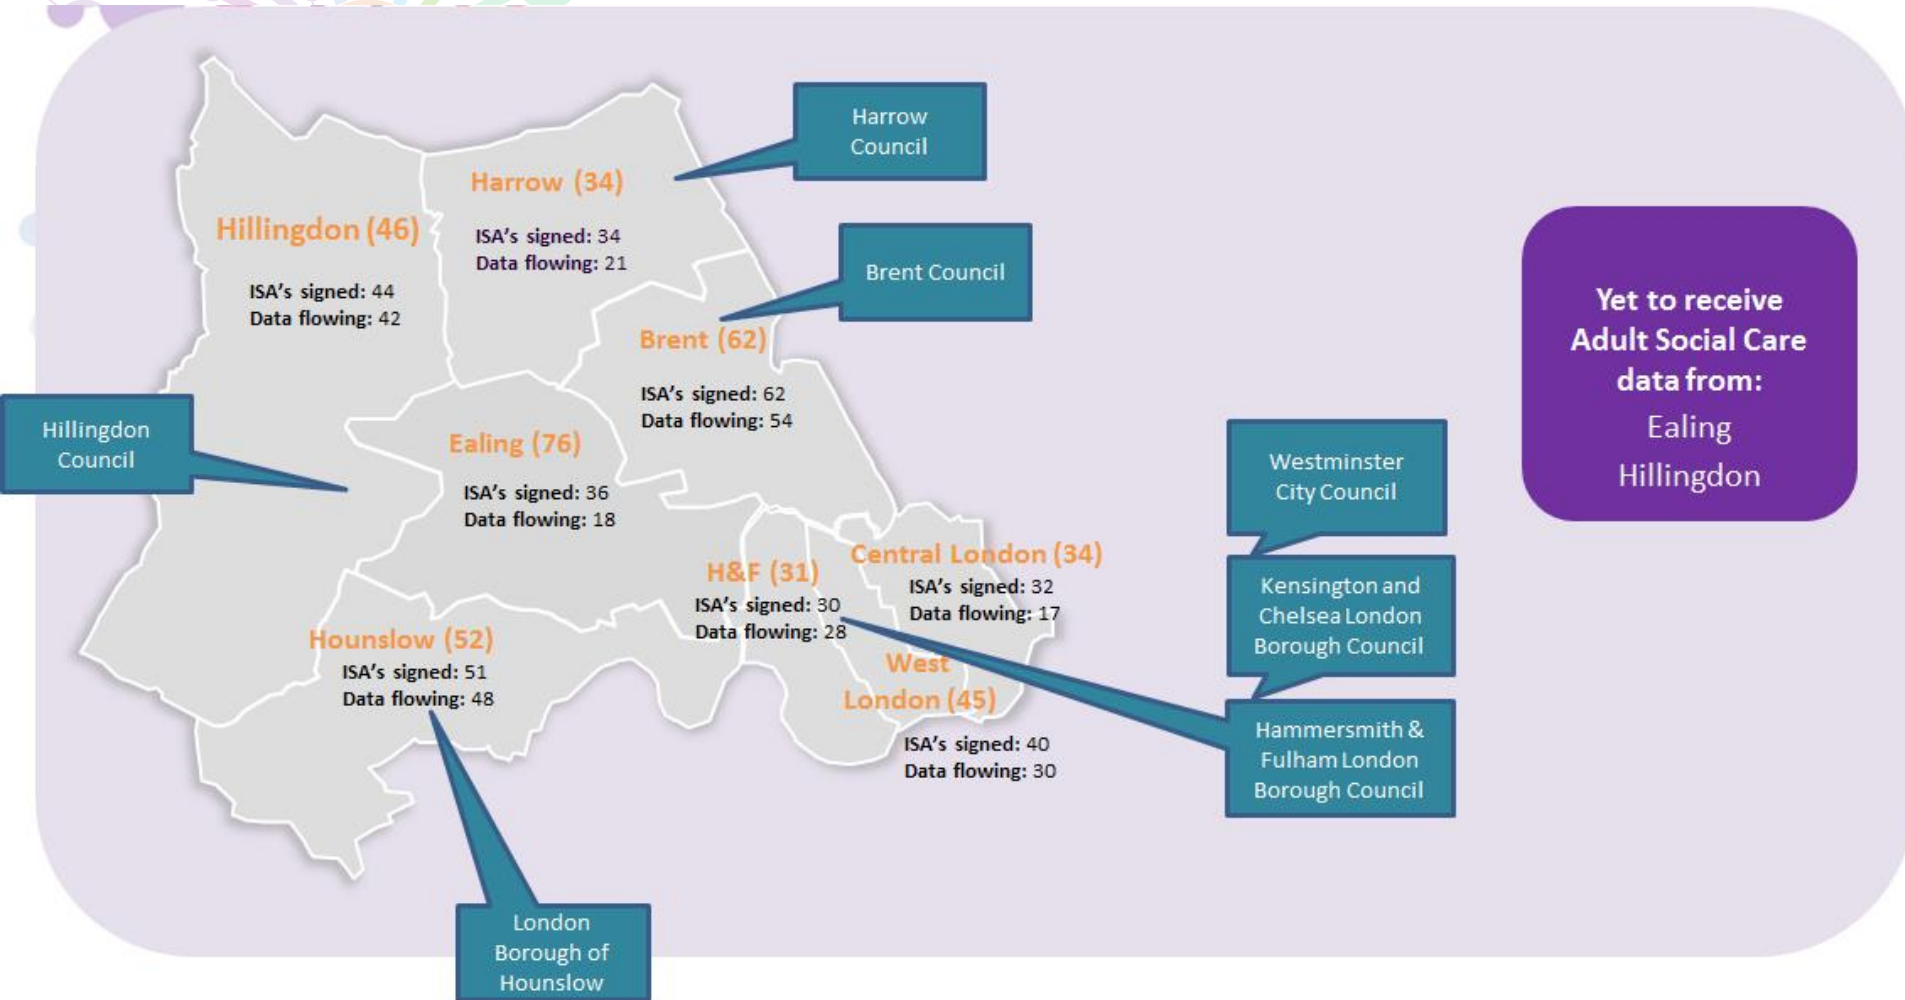 Harrow
Council
Harrow (34)
ISA's signed: 34
Data flowing: 21
Hillingdon (46)
ISA's signed: 44
Data flowing: 42
Brent Council
Brent (62)
ISA's signed: 62
Data flowing: 54
Hillingdon
Council
Ealing (76)
ISA's signed: 36
Data flowing: 18
Central London (34)
ISA's signed: 32
Data flowing: 17
H&F (31)
ISA's signed: 30
Data flowing: 28
Hounslow (52)
ISA's signed: 51
Data flowing: 48
West
London (45)
ISA's signed: 40
Data flowing: 30
London
Borough of
Hounslow
Westminster
City Council
Kensington and
Chelsea London
Borough Council
Hammersmith &
Fulham London
Borough Council
Yet to receive
Adult Social Care
data from:
Ealing
Hillingdon